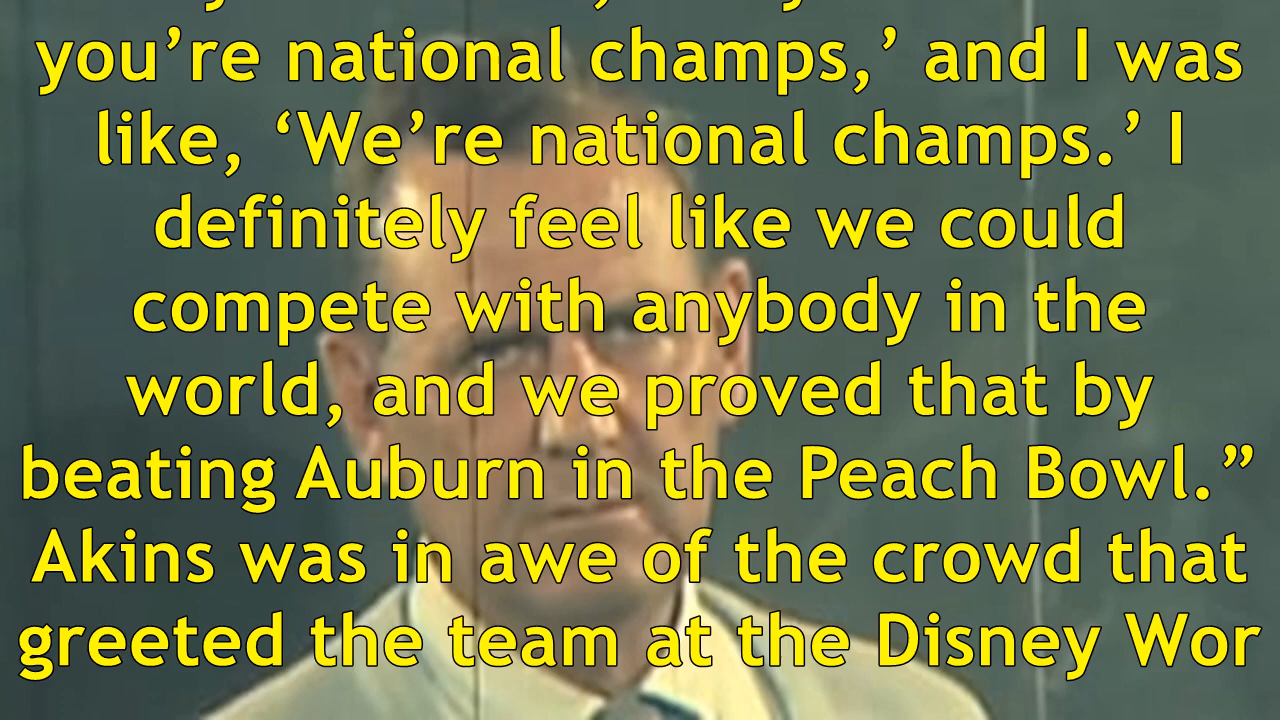 you’re national champs,’ and I was
like, ‘We’re national champs.’ I
definitely feel like we could
compete with anybody in the
world, and we proved that by
beating Auburn in the Peach Bowl.”
Akins was in awe of the crowd that
greeted the team at the Disney Wor